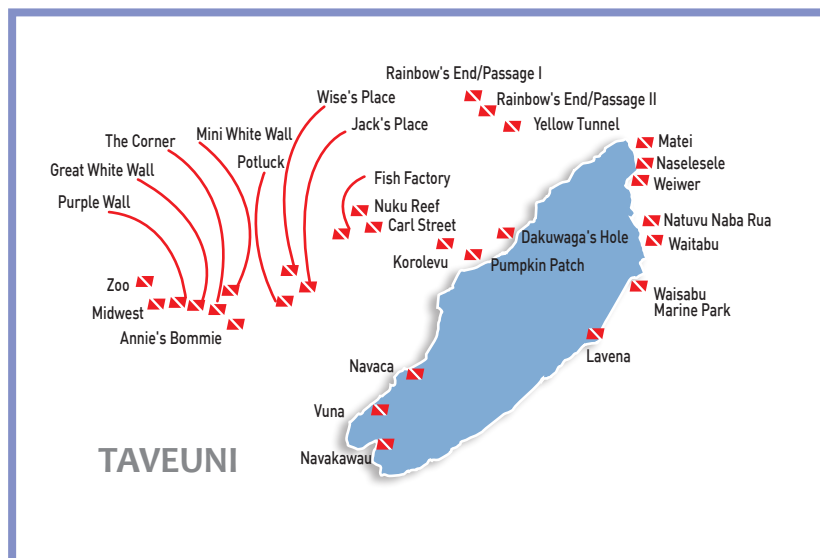 Rainbow's End/Passage I
Rainbow's End/Passage II
Yellow Tunnel
Wise's Place
Jack's Place
Mini White Wall
The Corner
Potluck
Great White Wall
Purple Wall
Fish Factory
Nuku Reef
Carl Street
Matei
Naselesele
Weiwer
Natuvu Naba Rua
Waitabu
Dakuwaga's Hole
Korolevu
Pumpkin Patch
Zoo
Midwest
Annie's Bommie
Waisabu
Marine Park
Lavena
Navaca
Vuna
Navakawau
TAVEUNI